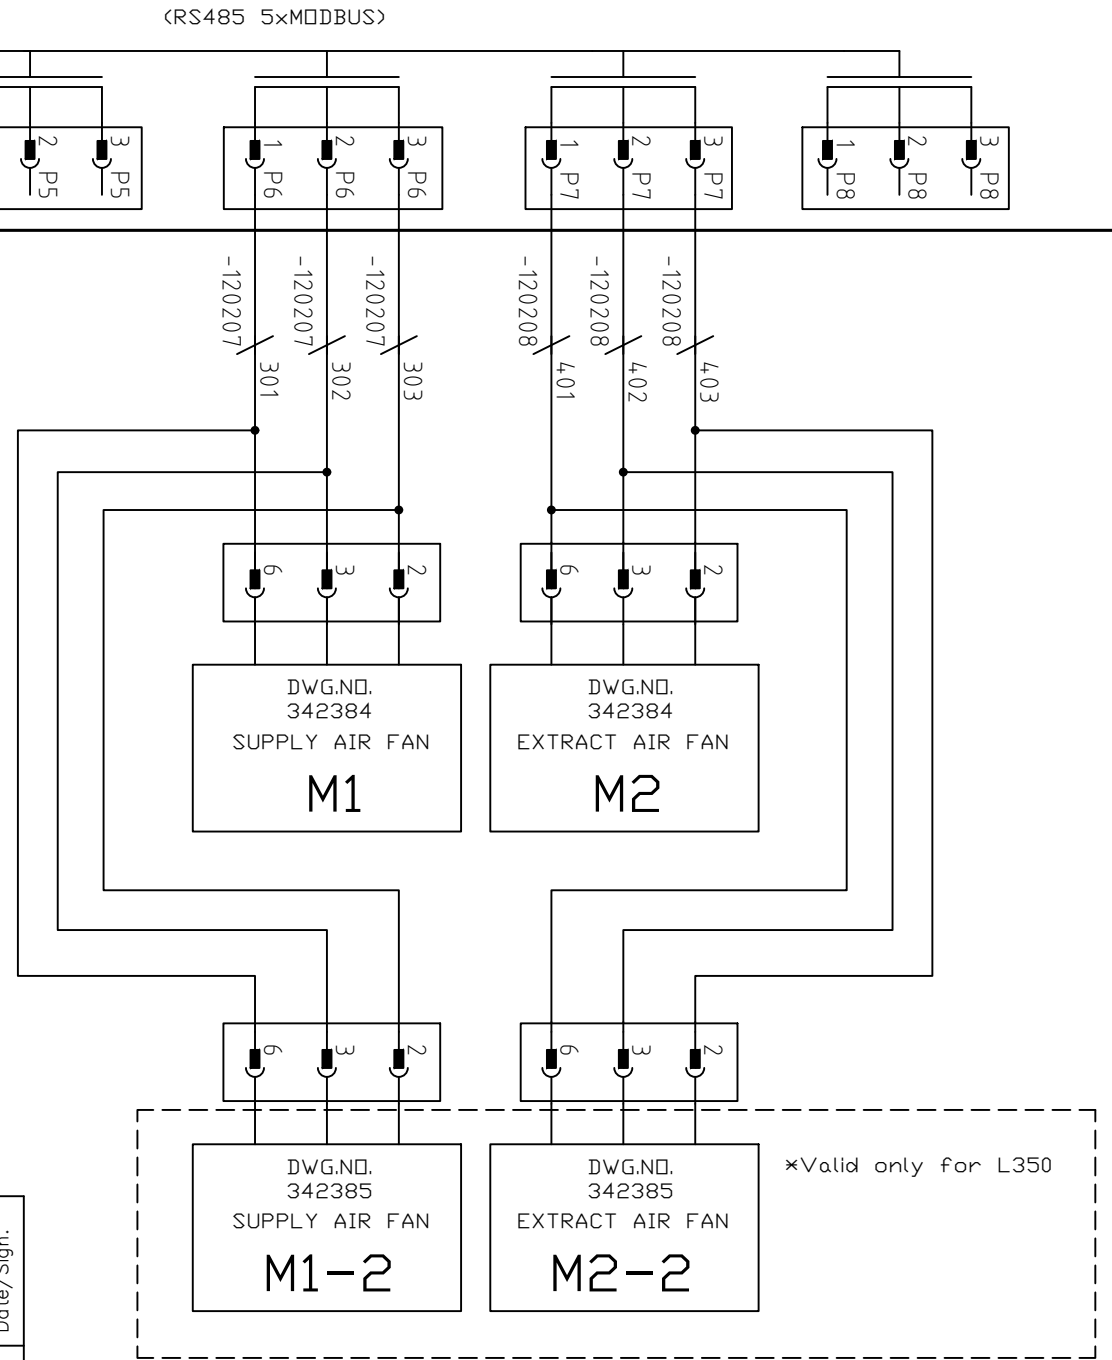 (RS485 5xMODBUS)
2 3 1 2 3 1 2 3 1 2 3
P5 P5 P6 P6 P6 P7 P7 P7 P8 P8 P8
-120207 -120207 -120207 -120208 -120208 -120208
301 302 303 401 402 403
6 3 2 6 3 2
DWG.NO.
342384
SUPPLY AIR FAN
M1
DWG.NO.
342384
EXTRACT AIR FAN
M2
6 3 2 6 3 2
DWG.NO.
342385
SUPPLY AIR FAN
M1-2
DWG.NO.
342385
EXTRACT AIR FAN
M2-2
*Valid only for L350
Date/Sign.